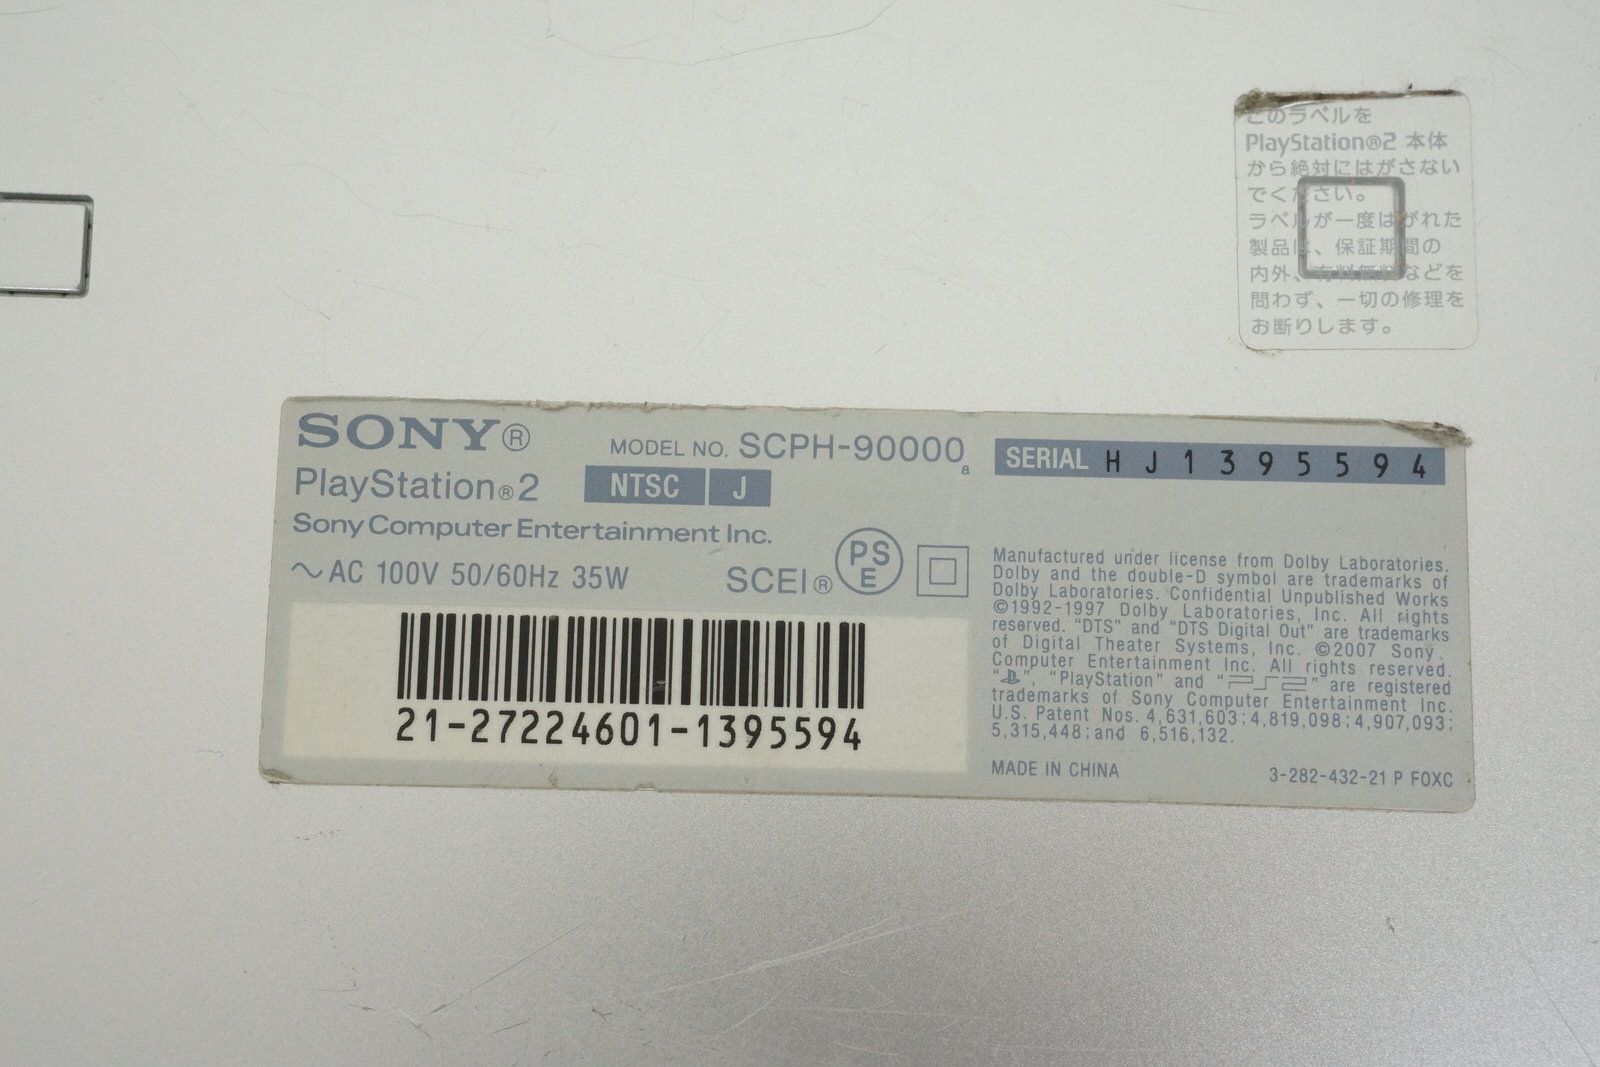 このラベルを
PlayStation®2 本体
から絶対にはがさない
でください。
ラベルが一度はがれた
製品は、保証期間の
内外、有料無料などを
問わず、一切の修理を
お断りします。
SONY®
MODEL NO. SCPH-90000a
SERIAL HJ1395594
PlayStation®2
NTSC J
Sony Computer Entertainment Inc.
～AC 100V 50/60Hz 35W
SCEI®
PS
E
21-27224601-1395594
Manufactured under license from Dolby Laboratories.
Dolby and the double-D symbol are trademarks of
Dolby Laboratories. Confidential Unpublished Works
©1992-1997 Dolby Laboratories, Inc. All rights
reserved. “DTS” and “DTS Digital Out” are trademarks
of Digital Theater Systems, Inc. ©2007 Sony
Computer Entertainment Inc. All rights reserved.
“ ”, “PlayStation” and “PS2” are registered
trademarks of Sony Computer Entertainment Inc.
U.S. Patent Nos. 4,631,603;4,819,098;4,907,093;
5,315,448;and 6,516,132.
MADE IN CHINA
3-282-432-21 P FOXC